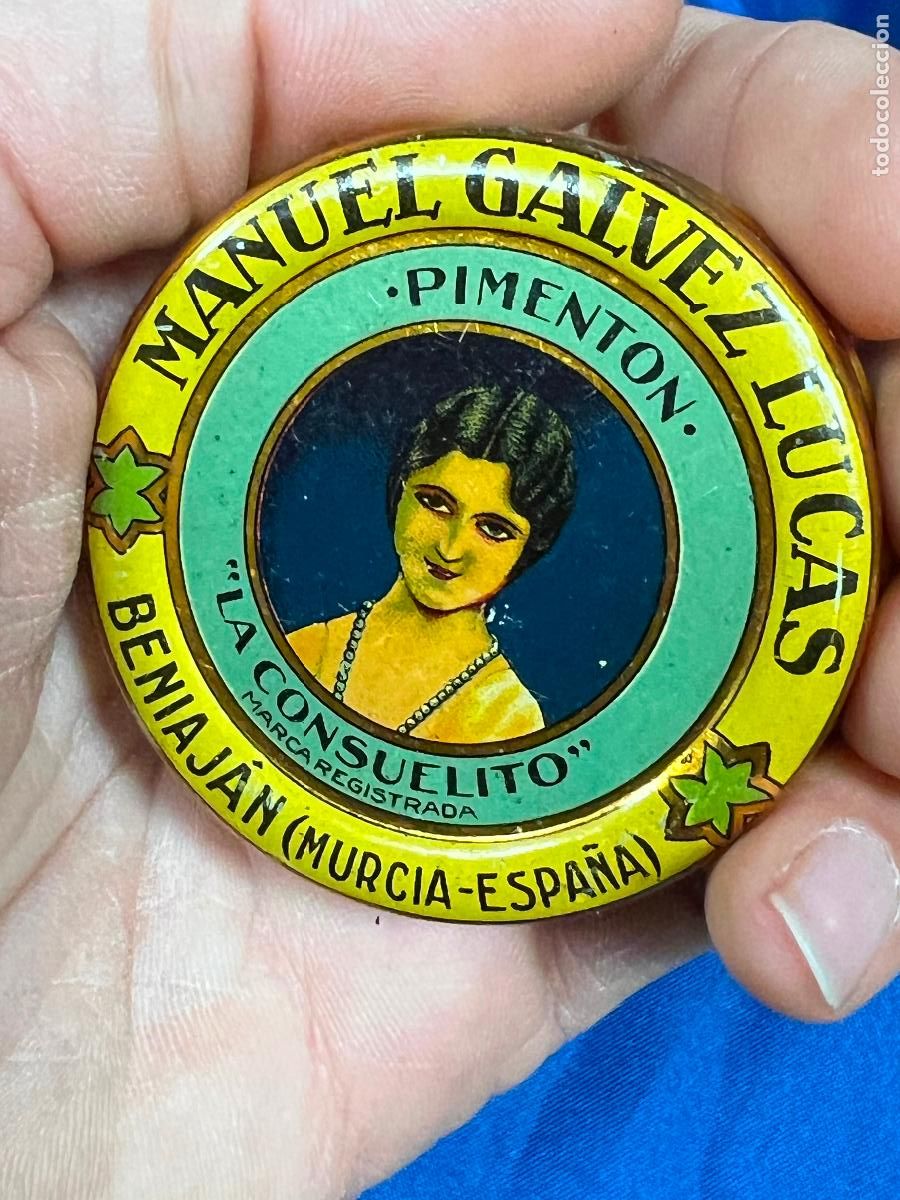 MANUEL GALVEZ LUCAS
·PIMENTON·
"LA CONSUELITO"
MARCA REGISTRADA
BENIAJÁN (MURCIA-ESPAÑA)
todocoleccion